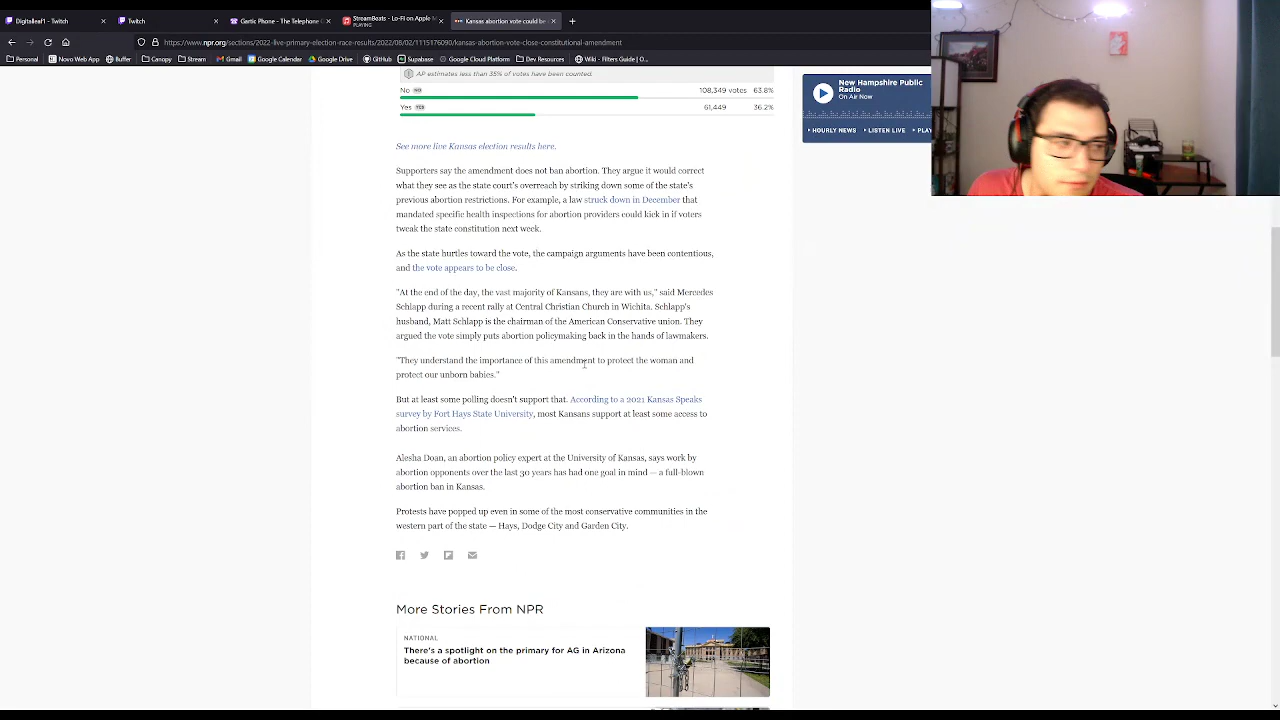 Digitalleaf1 - Twitch
Twitch
Gartic Phone - The Telephone
StreamBeats - Lo-Fi on Apple M
PLAYING
Kansas abortion vote could be
https://www.npr.org/sections/2022-live-primary-election-race-results/2022/08/02/1115176090/kansas-abortion-vote-close-constitutional-amendment
Personal
Novo Web App
Buffer
Canopy
Stream
Gmail
Google Calendar
Google Drive
GitHub
Supabase
Google Cloud Platform
Dev Resources
Wiki - Filters Guide | O...
AP estimates less than 35% of votes have been counted.
No NO 108,349 votes 63.8%
Yes YES 61,449 36.2%
New Hampshire Public
Radio
On Air Now
HOURLY NEWS LISTEN LIVE
See more live Kansas election results here.
Supporters say the amendment does not ban abortion. They argue it would correct
what they see as the state court's overreach by striking down some of the state's
previous abortion restrictions. For example, a law struck down in December that
mandated specific health inspections for abortion providers could kick in if voters
tweak the state constitution next week.
As the state hurtles toward the vote, the campaign arguments have been contentious,
and the vote appears to be close.
"At the end of the day, the vast majority of Kansans, they are with us," said Mercedes
Schlapp during a recent rally at Central Christian Church in Wichita. Schlapp's
husband, Matt Schlapp is the chairman of the American Conservative union. They
argued the vote simply puts abortion policymaking back in the hands of lawmakers.
"They understand the importance of this amendment to protect the woman and
protect our unborn babies."
But at least some polling doesn't support that. According to a 2021 Kansas Speaks
survey by Fort Hays State University, most Kansans support at least some access to
abortion services.
Alesha Doan, an abortion policy expert at the University of Kansas, says work by
abortion opponents over the last 30 years has had one goal in mind — a full-blown
abortion ban in Kansas.
Protests have popped up even in some of the most conservative communities in the
western part of the state — Hays, Dodge City and Garden City.
More Stories From NPR
NATIONAL
There's a spotlight on the primary for AG in Arizona
because of abortion